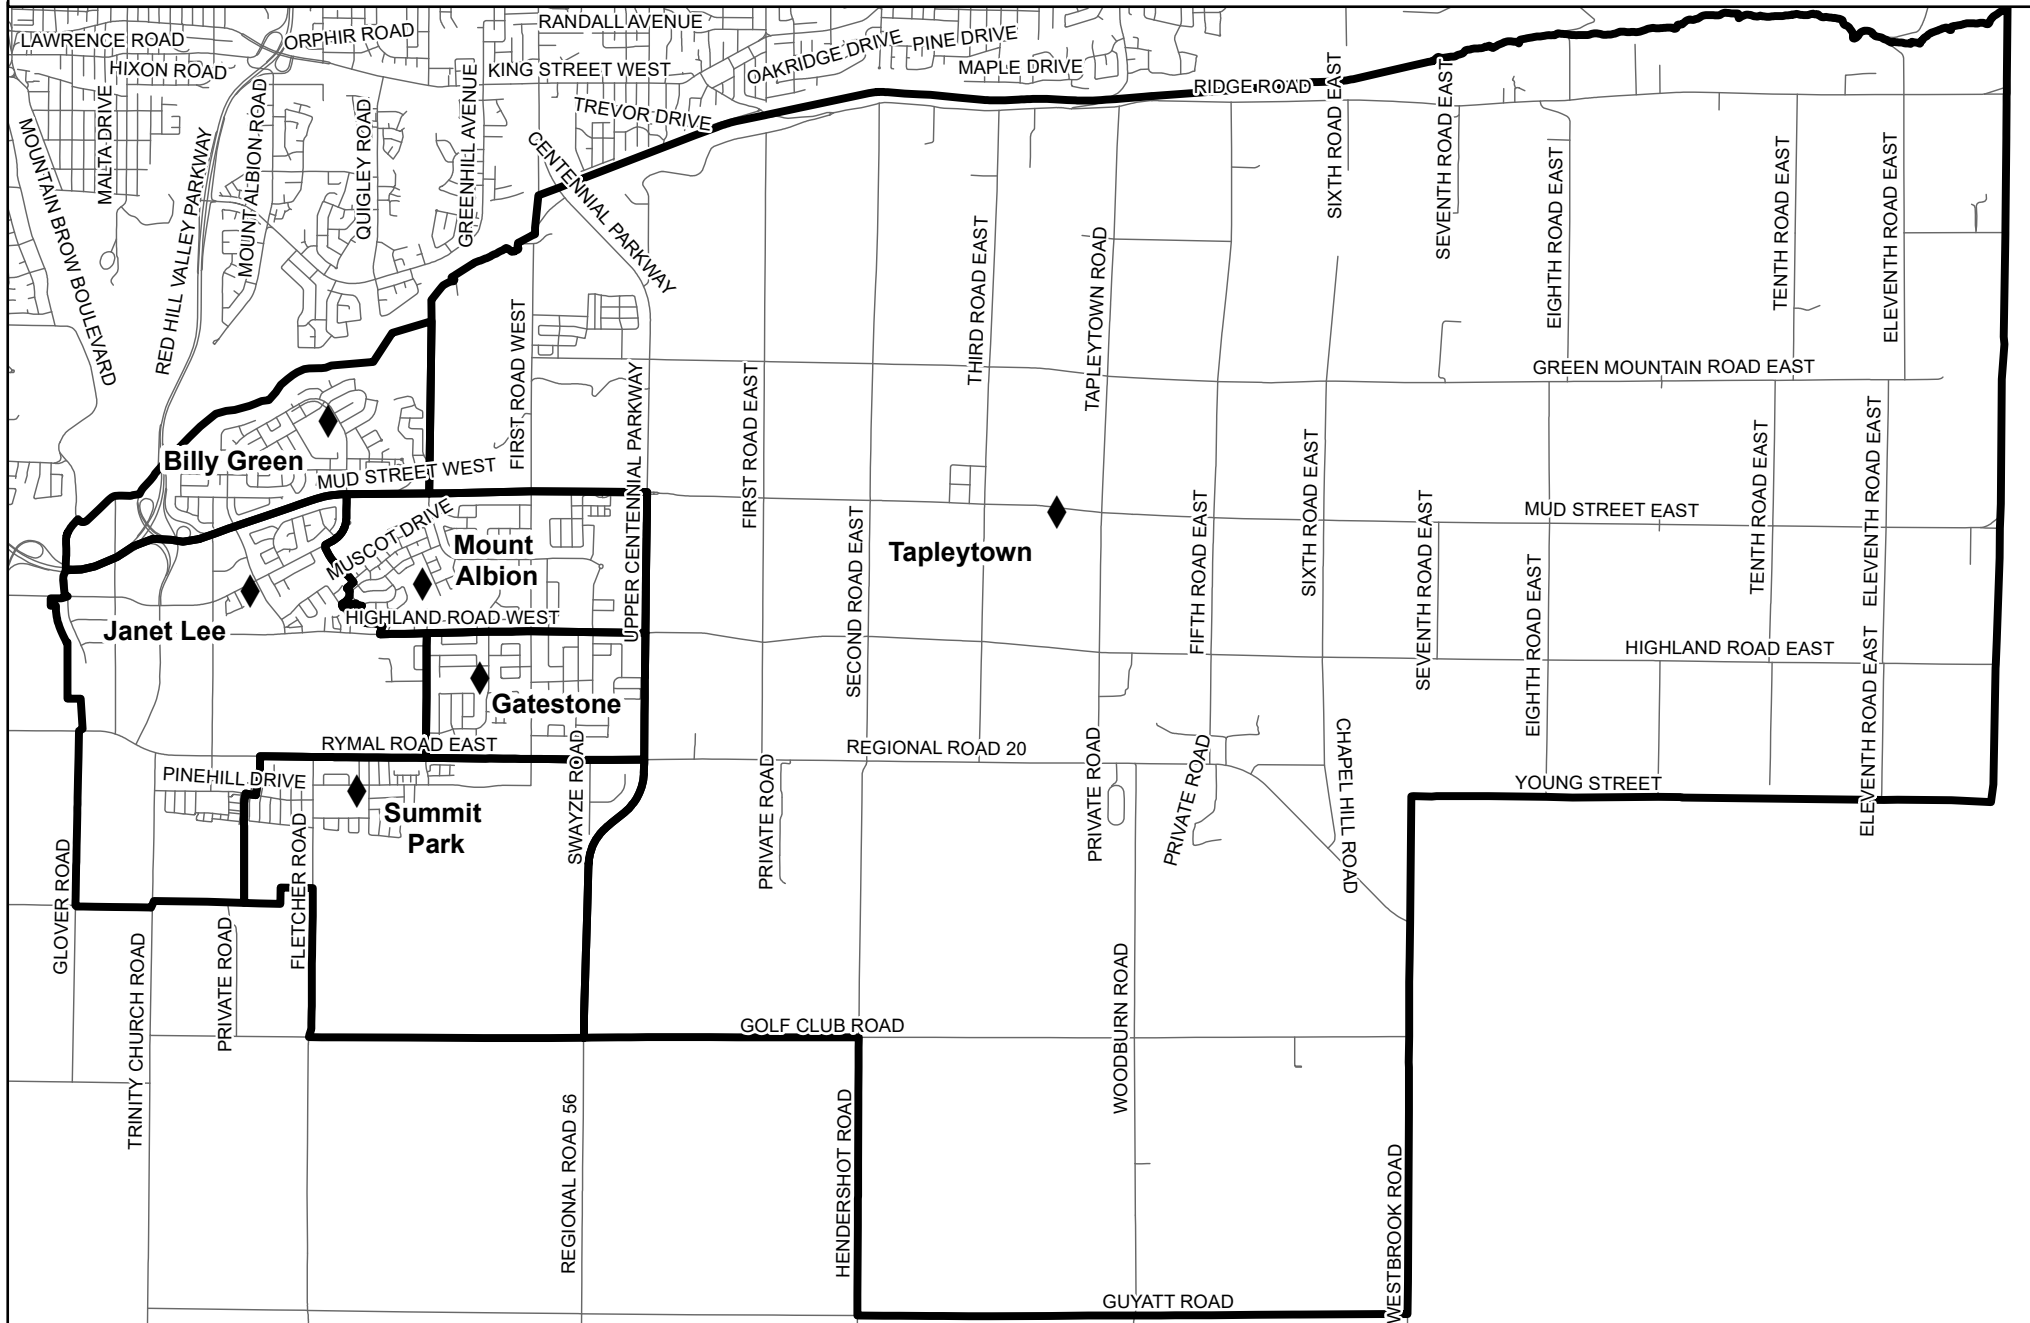 RANDALL AVENUE
LAWRENCE ROAD
ORPHIR ROAD
PINE DRIVE
OAKRIDGE DRIVE
HIXON ROAD
KING STREET WEST
MAPLE DRIVE
RIDGE ROAD
TREVOR DRIVE
MALTA DRIVE
MOUNTAIN BROW BOULEVARD
RED HILL VALLEY PARKWAY
MOUNT ALBION ROAD
QUIGLEY ROAD
GREENHILL AVENUE
CENTENNIAL PARKWAY
SIXTH ROAD EAST
SEVENTH ROAD EAST
EIGHTH ROAD EAST
TENTH ROAD EAST
ELEVENTH ROAD EAST
THIRD ROAD EAST
TAPLEYTOWN ROAD
FIRST ROAD WEST
UPPER CENTENNIAL PARKWAY
FIRST ROAD EAST
GREEN MOUNTAIN ROAD EAST
Billy Green
MUD STREET WEST
MUSCOT DRIVE
Mount
Albion
Tapleytown
MUD STREET EAST
SECOND ROAD EAST
FIFTH ROAD EAST
SIXTH ROAD EAST
SEVENTH ROAD EAST
EIGHTH ROAD EAST
TENTH ROAD EAST
ELEVENTH ROAD EAST
HIGHLAND ROAD WEST
Janet Lee
HIGHLAND ROAD EAST
ELEVENTH ROAD EAST
Gatestone
RYMAL ROAD EAST
REGIONAL ROAD 20
PINEHILL DRIVE
YOUNG STREET
Summit
Park
SWAYZE ROAD
PRIVATE ROAD
PRIVATE ROAD
PRIVATE ROAD
CHAPEL HILL ROAD
GLOVER ROAD
FLETCHER ROAD
TRINITY CHURCH ROAD
PRIVATE ROAD
GOLF CLUB ROAD
WOODBURN ROAD
REGIONAL ROAD 56
HENDERSHOT ROAD
WESTBROOK ROAD
GUYATT ROAD